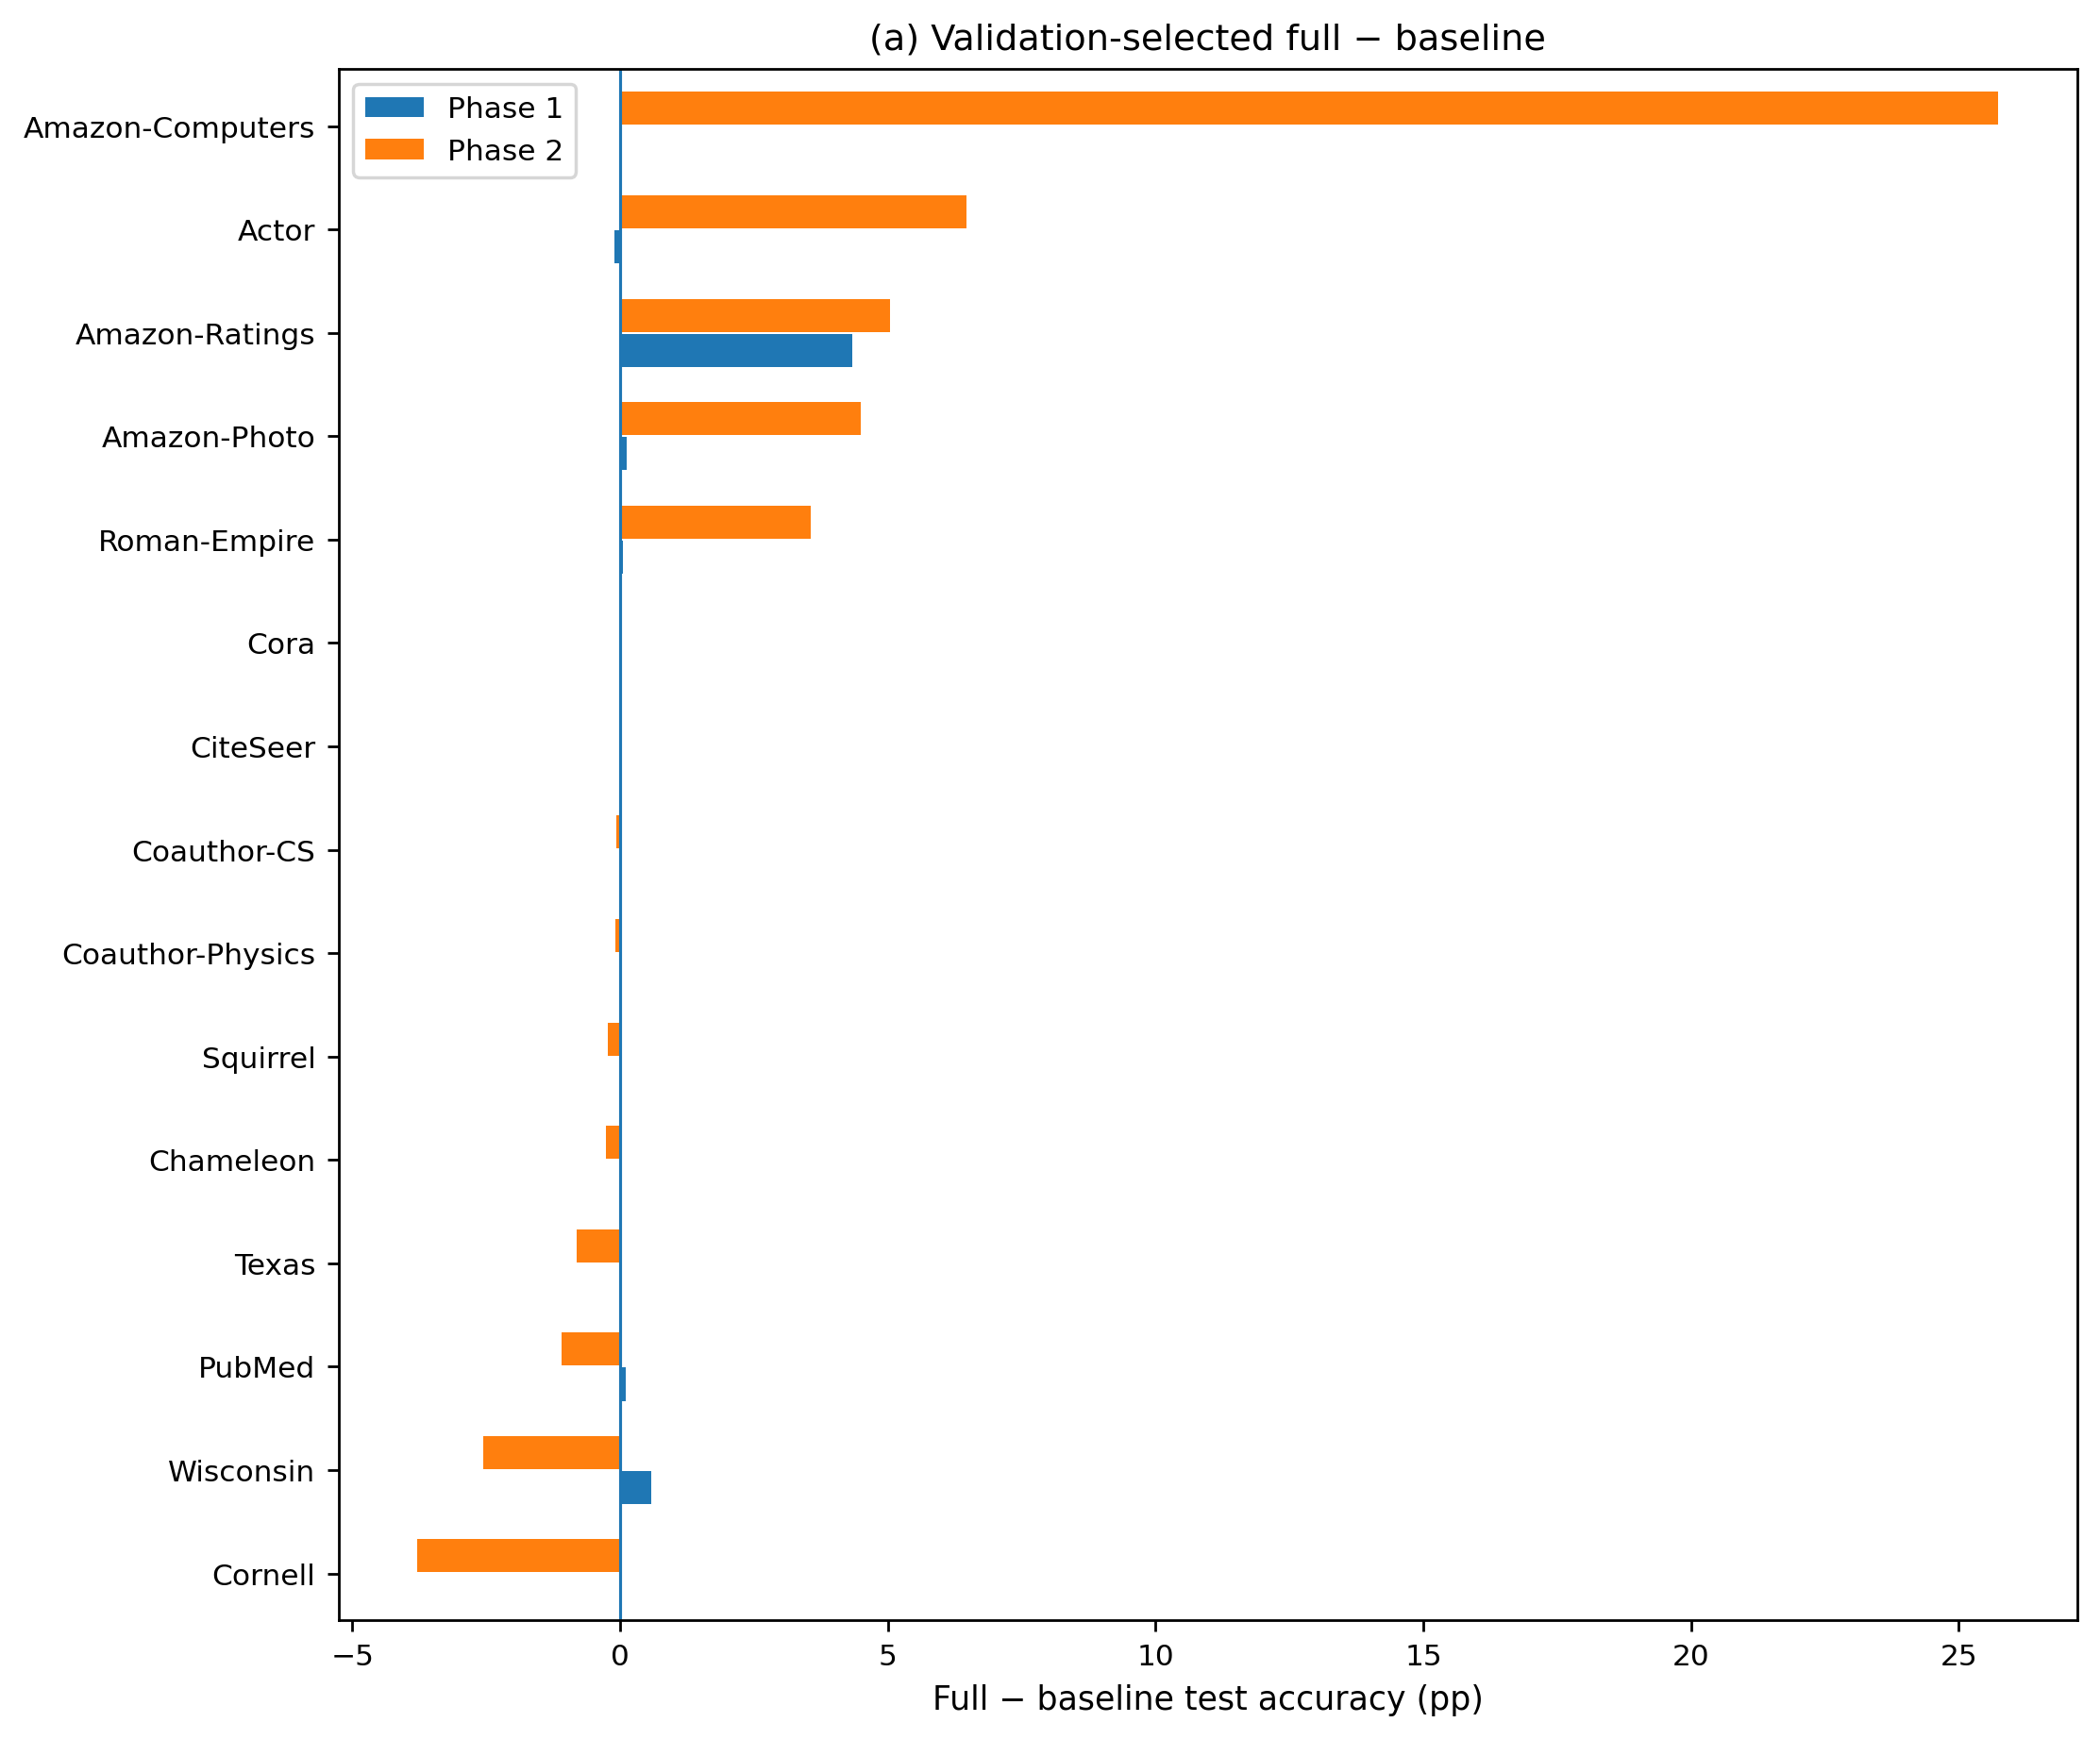 (a) Validation-selected full − baseline
Phase 1
Phase 2
Amazon-Computers
Actor
Amazon-Ratings
Amazon-Photo
Roman-Empire
Cora
CiteSeer
Coauthor-CS
Coauthor-Physics
Squirrel
Chameleon
Texas
PubMed
Wisconsin
Cornell
−5 0 5 10 15 20 25
Full − baseline test accuracy (pp)